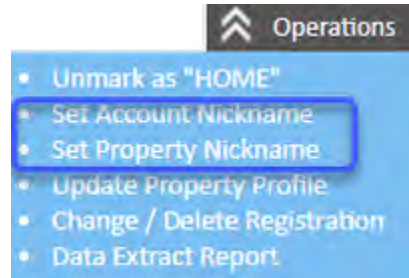 Operations
• Unmark as "HOME"
• Set Account Nickname
• Set Property Nickname
• Update Property Profile
• Change / Delete Registration
• Data Extract Report